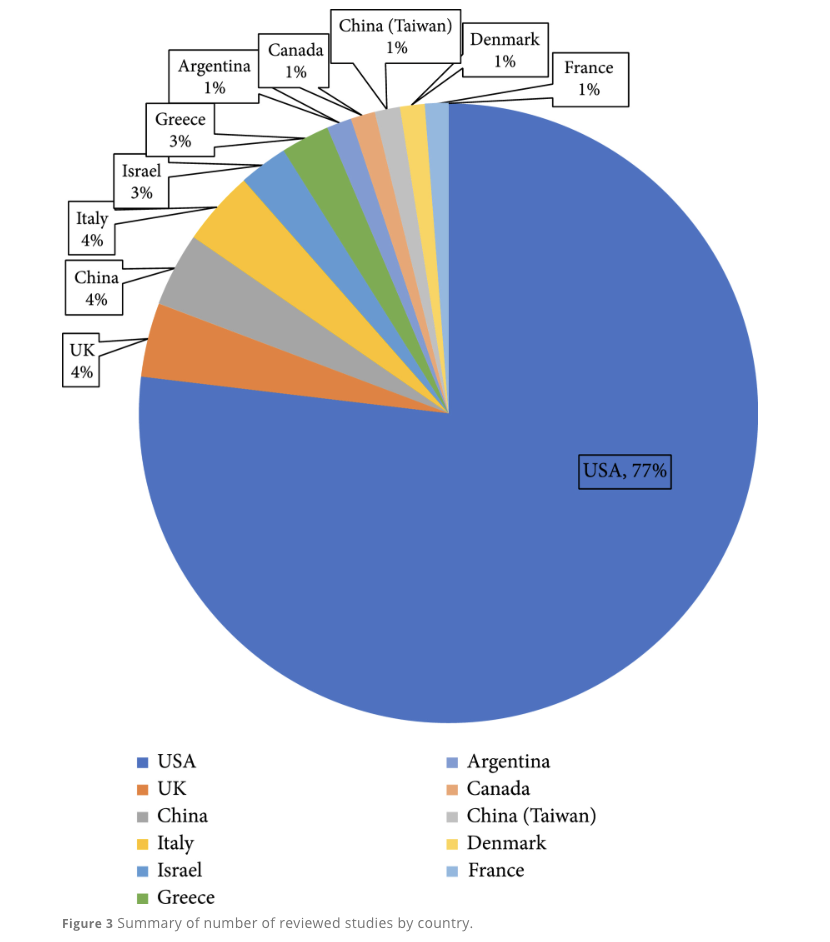 China (Taiwan)
1%
Denmark
1%
Canada
1%
France
1%
Argentina
1%
Greece
3%
Israel
3%
Italy
4%
China
4%
UK
4%
USA, 77%
USA
UK
China
Italy
Israel
Greece
Argentina
Canada
China (Taiwan)
Denmark
France
Figure 3 Summary of number of reviewed studies by country.